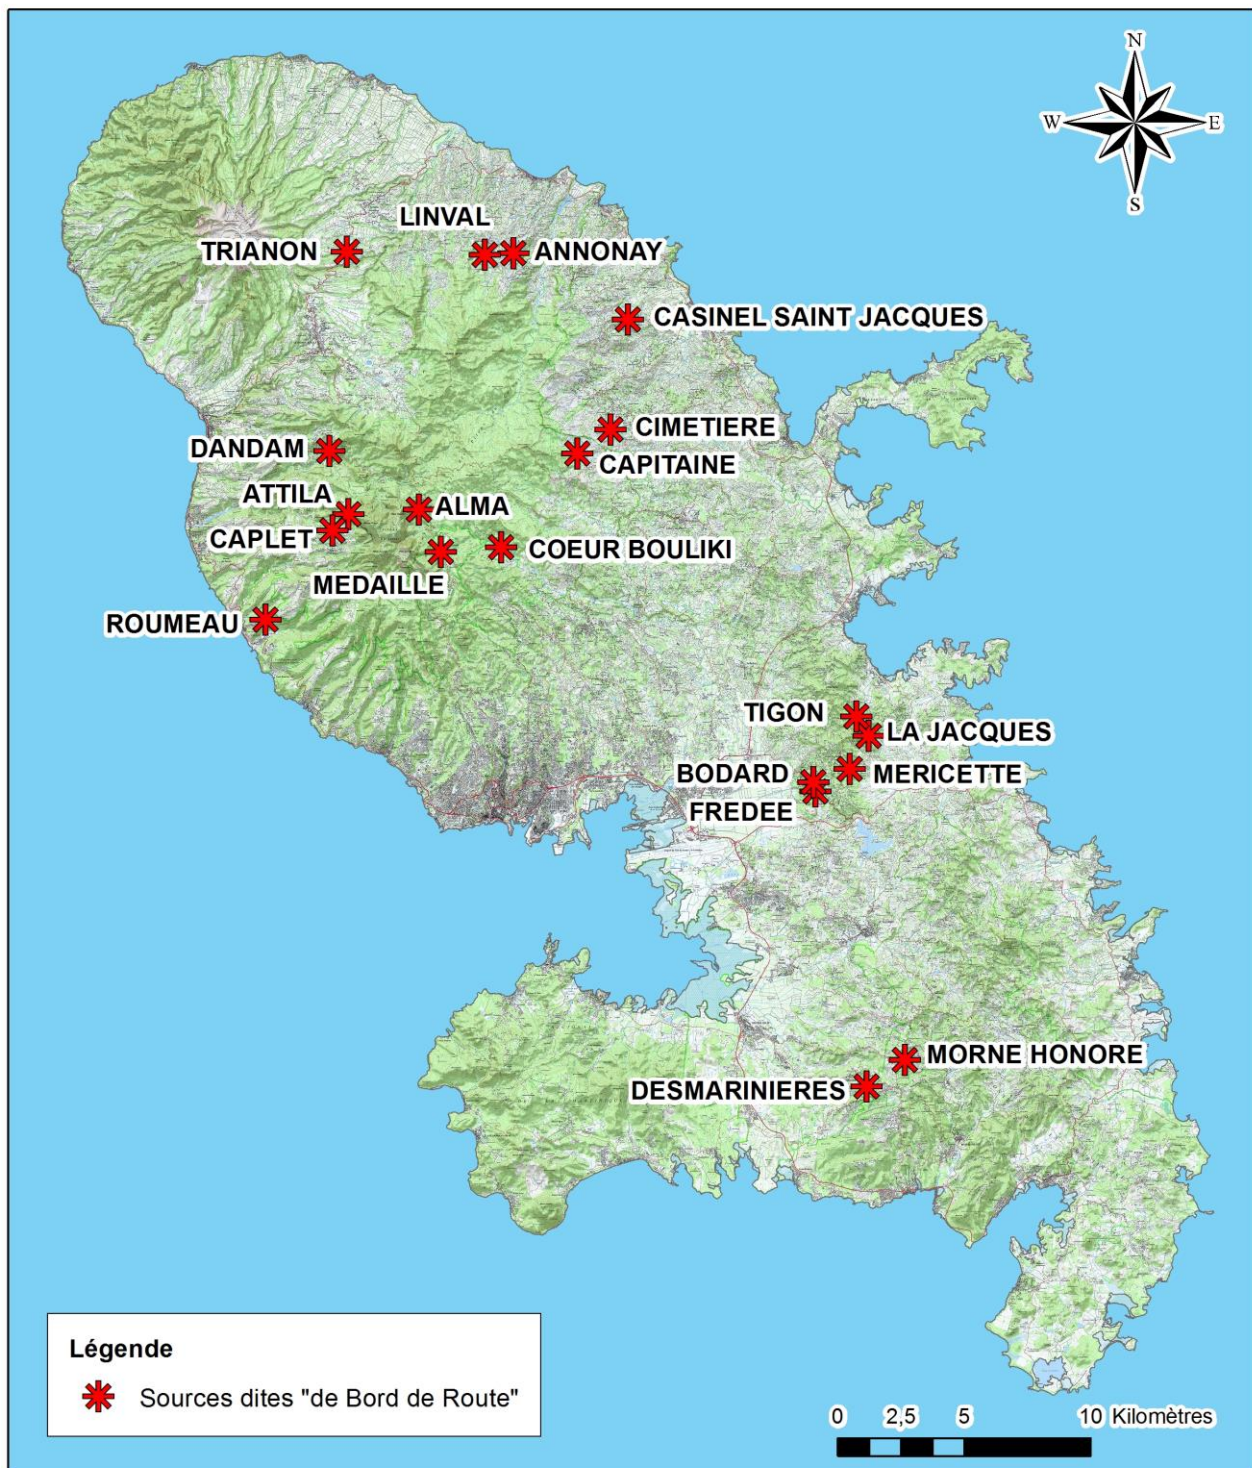 N
W E
S
LINVAL
TRIANON
ANNONAY
CASINEL SAINT JACQUES
CIMETIERE
DANDAM
CAPITAINE
ATTILA
ALMA
CAPLET
COEUR BOULIKI
MEDAILLE
ROUMEAU
TIGON
LA JACQUES
BODARD
MERICETTE
FREDEE
MORNE HONORE
DESMARINIERES
Légende
Sources dites "de Bord de Route"
0 2,5 5 10 Kilomètres